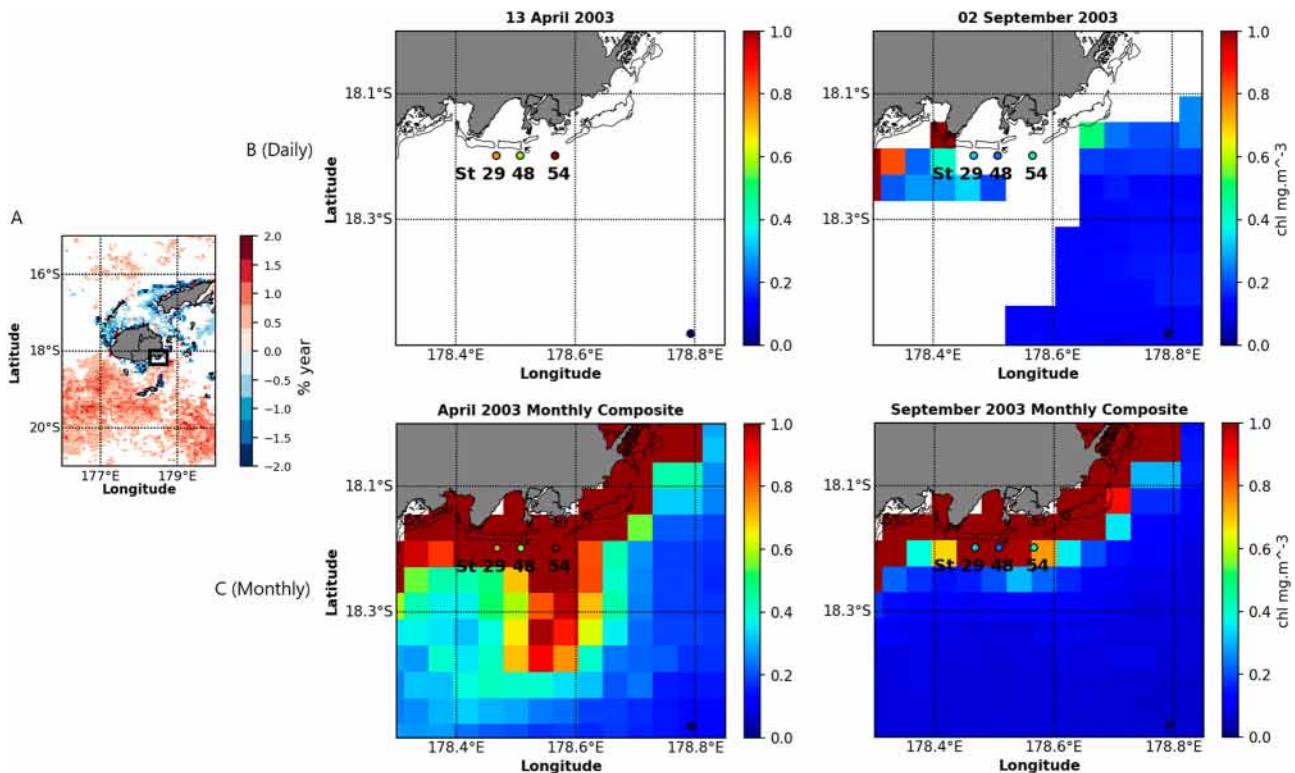 13 April 2003
02 September 2003
B (Daily)
Latitude
18.1°S
18.3°S
178.4°E
178.6°E
178.8°E
Longitude
St 29 48 54
1.0
0.8
0.6
0.4
0.2
0.0
18.1°S
18.3°S
178.4°E
178.6°E
178.8°E
Longitude
St 29 48 54
1.0
0.8
0.6
0.4
0.2
0.0
chl mg.m^-3
A
Latitude
16°S
18°S
20°S
177°E
179°E
Longitude
2.0
1.5
1.0
0.5
0.0
−0.5
−1.0
−1.5
−2.0
% year
April 2003 Monthly Composite
September 2003 Monthly Composite
C (Monthly)
Latitude
18.1°S
18.3°S
178.4°E
178.6°E
178.8°E
Longitude
St 29 48 54
1.0
0.8
0.6
0.4
0.2
0.0
18.1°S
18.3°S
178.4°E
178.6°E
178.8°E
Longitude
St 29 48 54
1.0
0.8
0.6
0.4
0.2
0.0
chl mg.m^-3